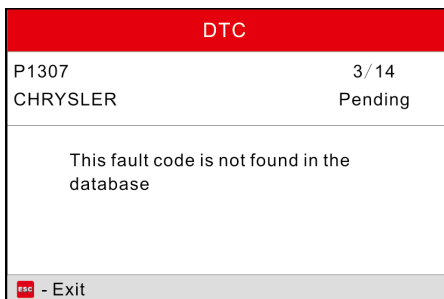 DTC
P1307 3/14
CHRYSLER Pending
This fault code is not found in the
database
ESC - Exit